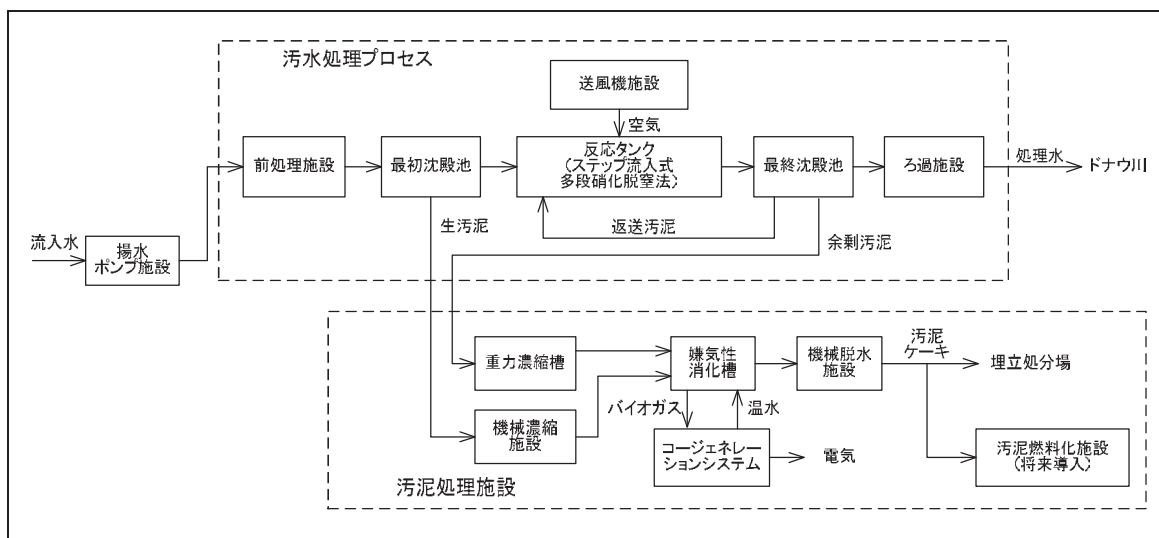 汚水処理プロセス
送風機施設
空気
前処理施設
最初沈殿池
反応タンク
(ステップ流入式
多段硝化脱窒法)
最終沈殿池
ろ過施設
処理水
ドナウ川
生汚泥
返送汚泥
余剰汚泥
流入水
揚水
ポンプ施設
重力濃縮槽
嫌気性
消化槽
機械脱水
施設
汚泥
ケーキ
埋立処分場
バイオガス
温水
機械濃縮
施設
コージェネレー
ションシステム
電気
汚泥燃料化施設
(将来導入)
汚泥処理施設